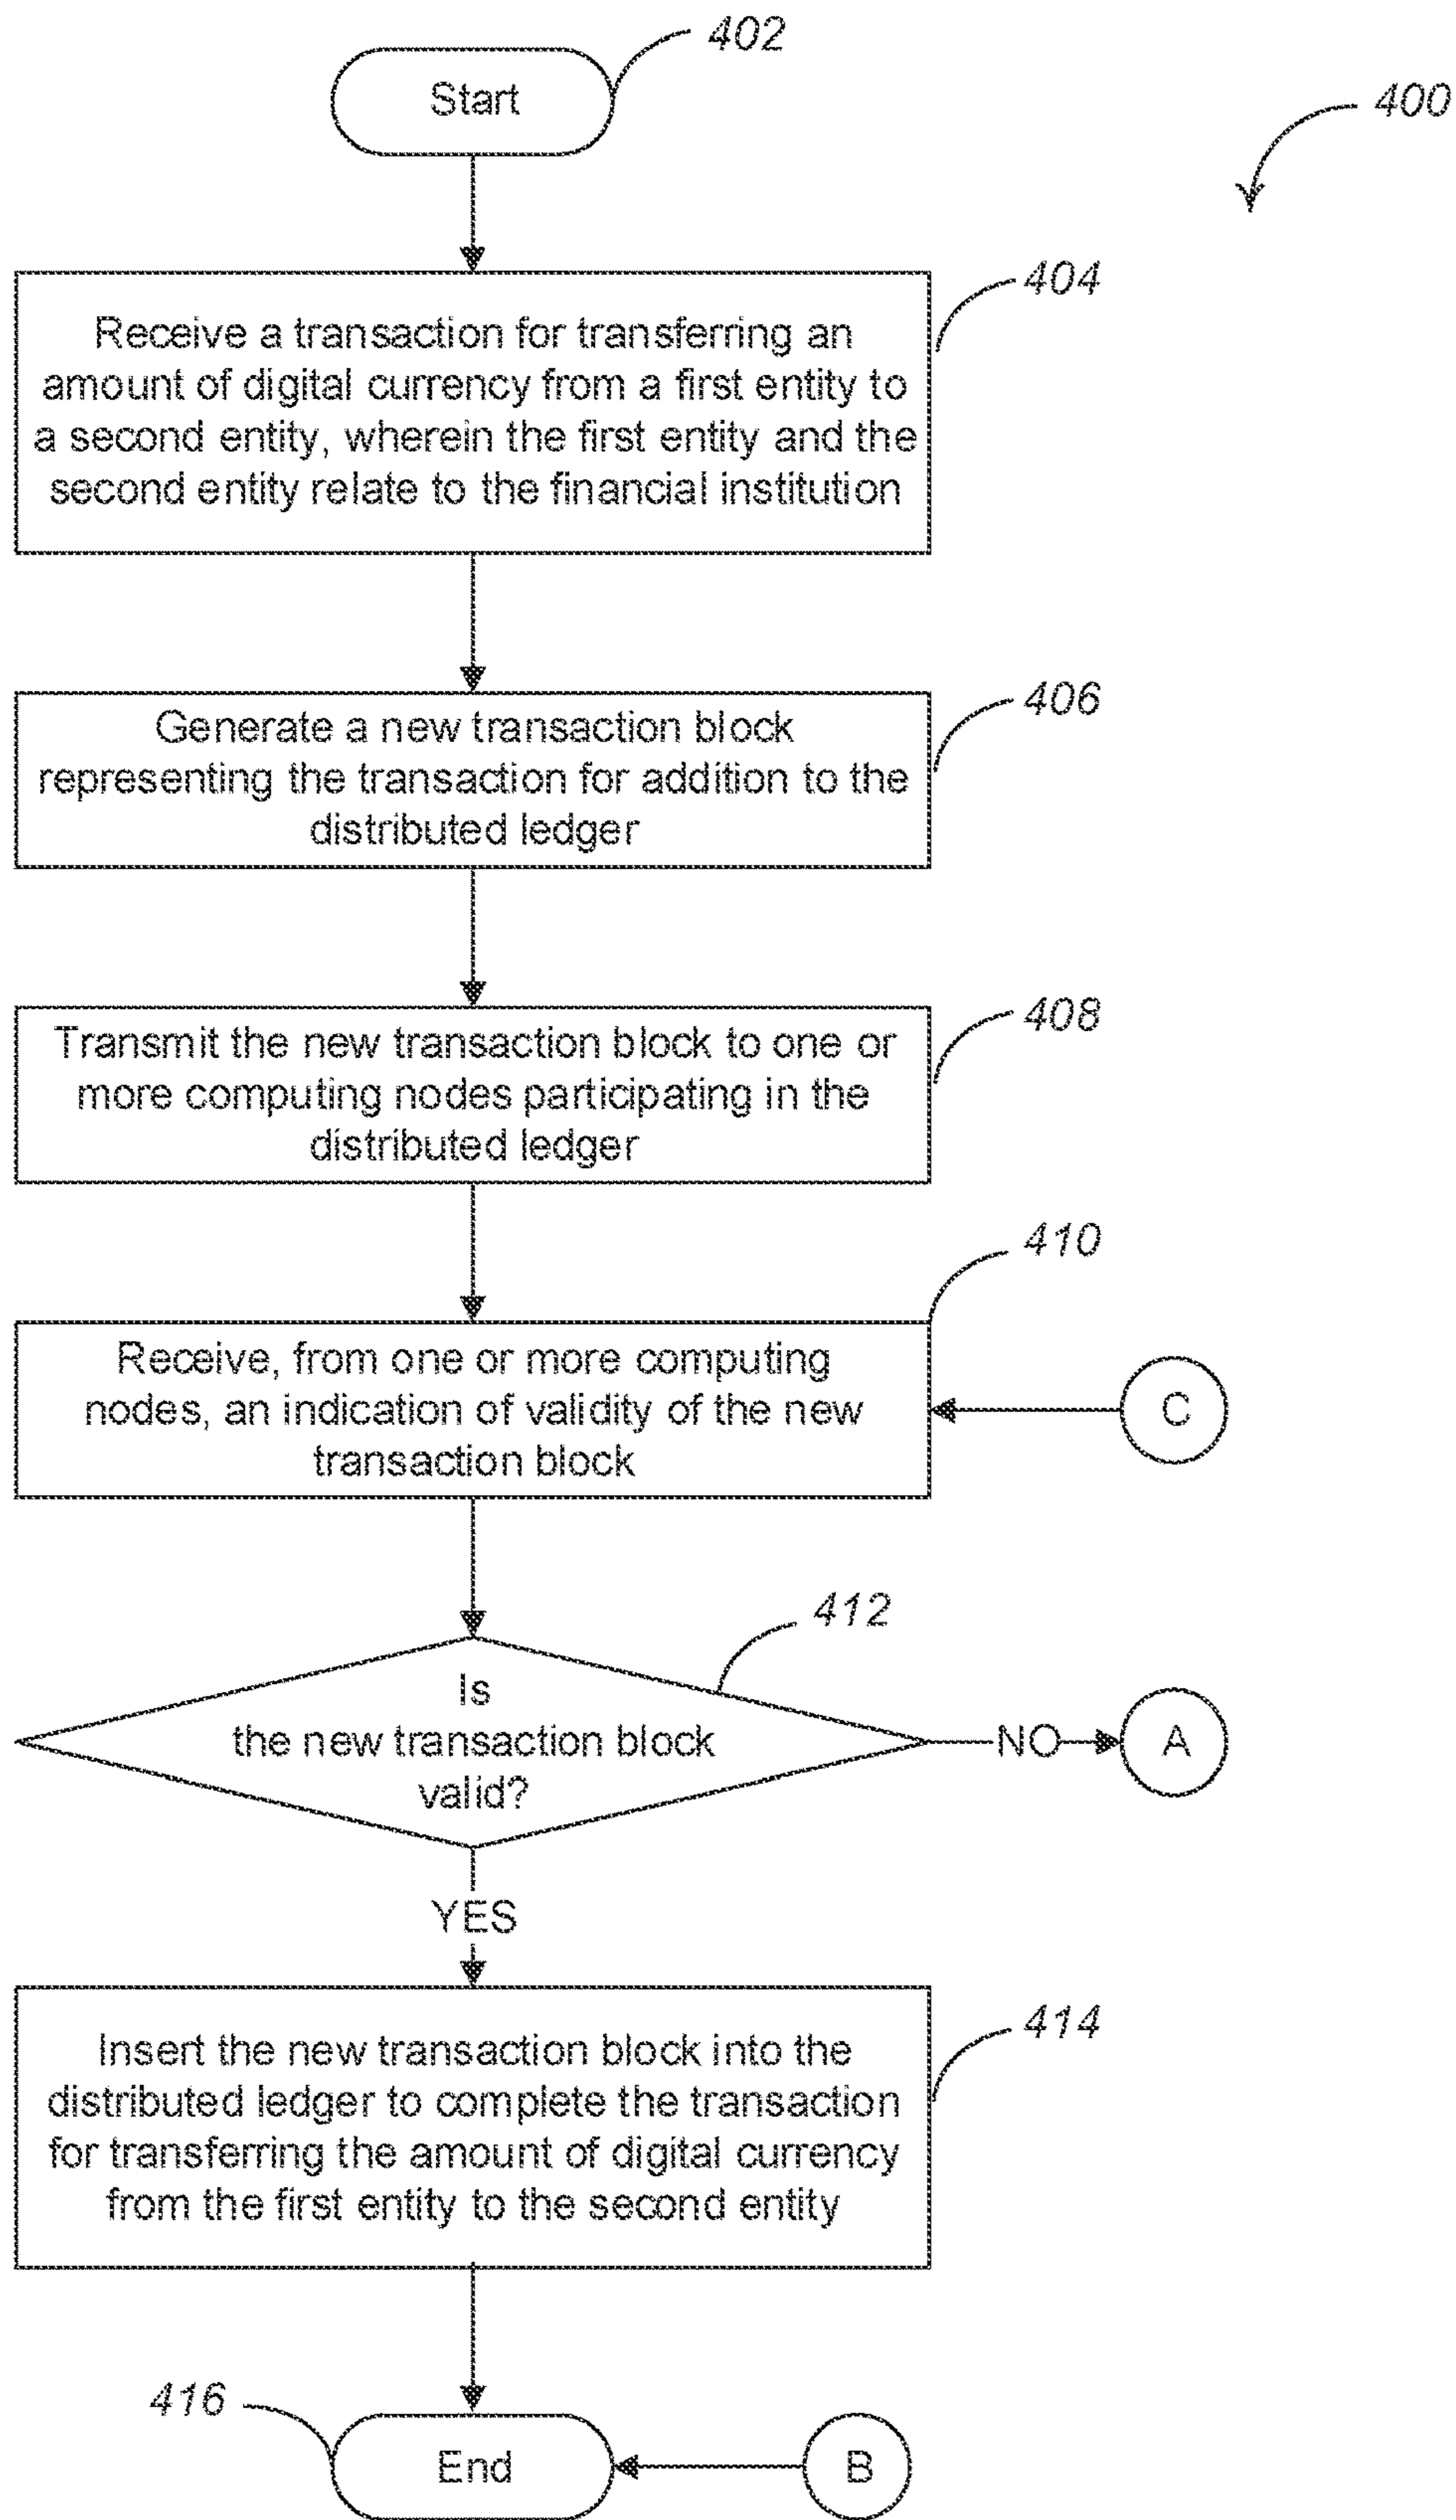 402
Start
400
404
Receive a transaction for transferring an
amount of digital currency from a first entity to
a second entity, wherein the first entity and the
second entity relate to the financial institution
406
Generate a new transaction block
representing the transaction for addition to the
distributed ledger
408
Transmit the new transaction block to one or
more computing nodes participating in the
distributed ledger
410
Receive, from one or more computing
nodes, an indication of validity of the new
transaction block
C
412
Is
the new transaction block
valid?
NO
A
YES
414
Insert the new transaction block into the
distributed ledger to complete the transaction
for transferring the amount of digital currency
from the first entity to the second entity
416
End
B